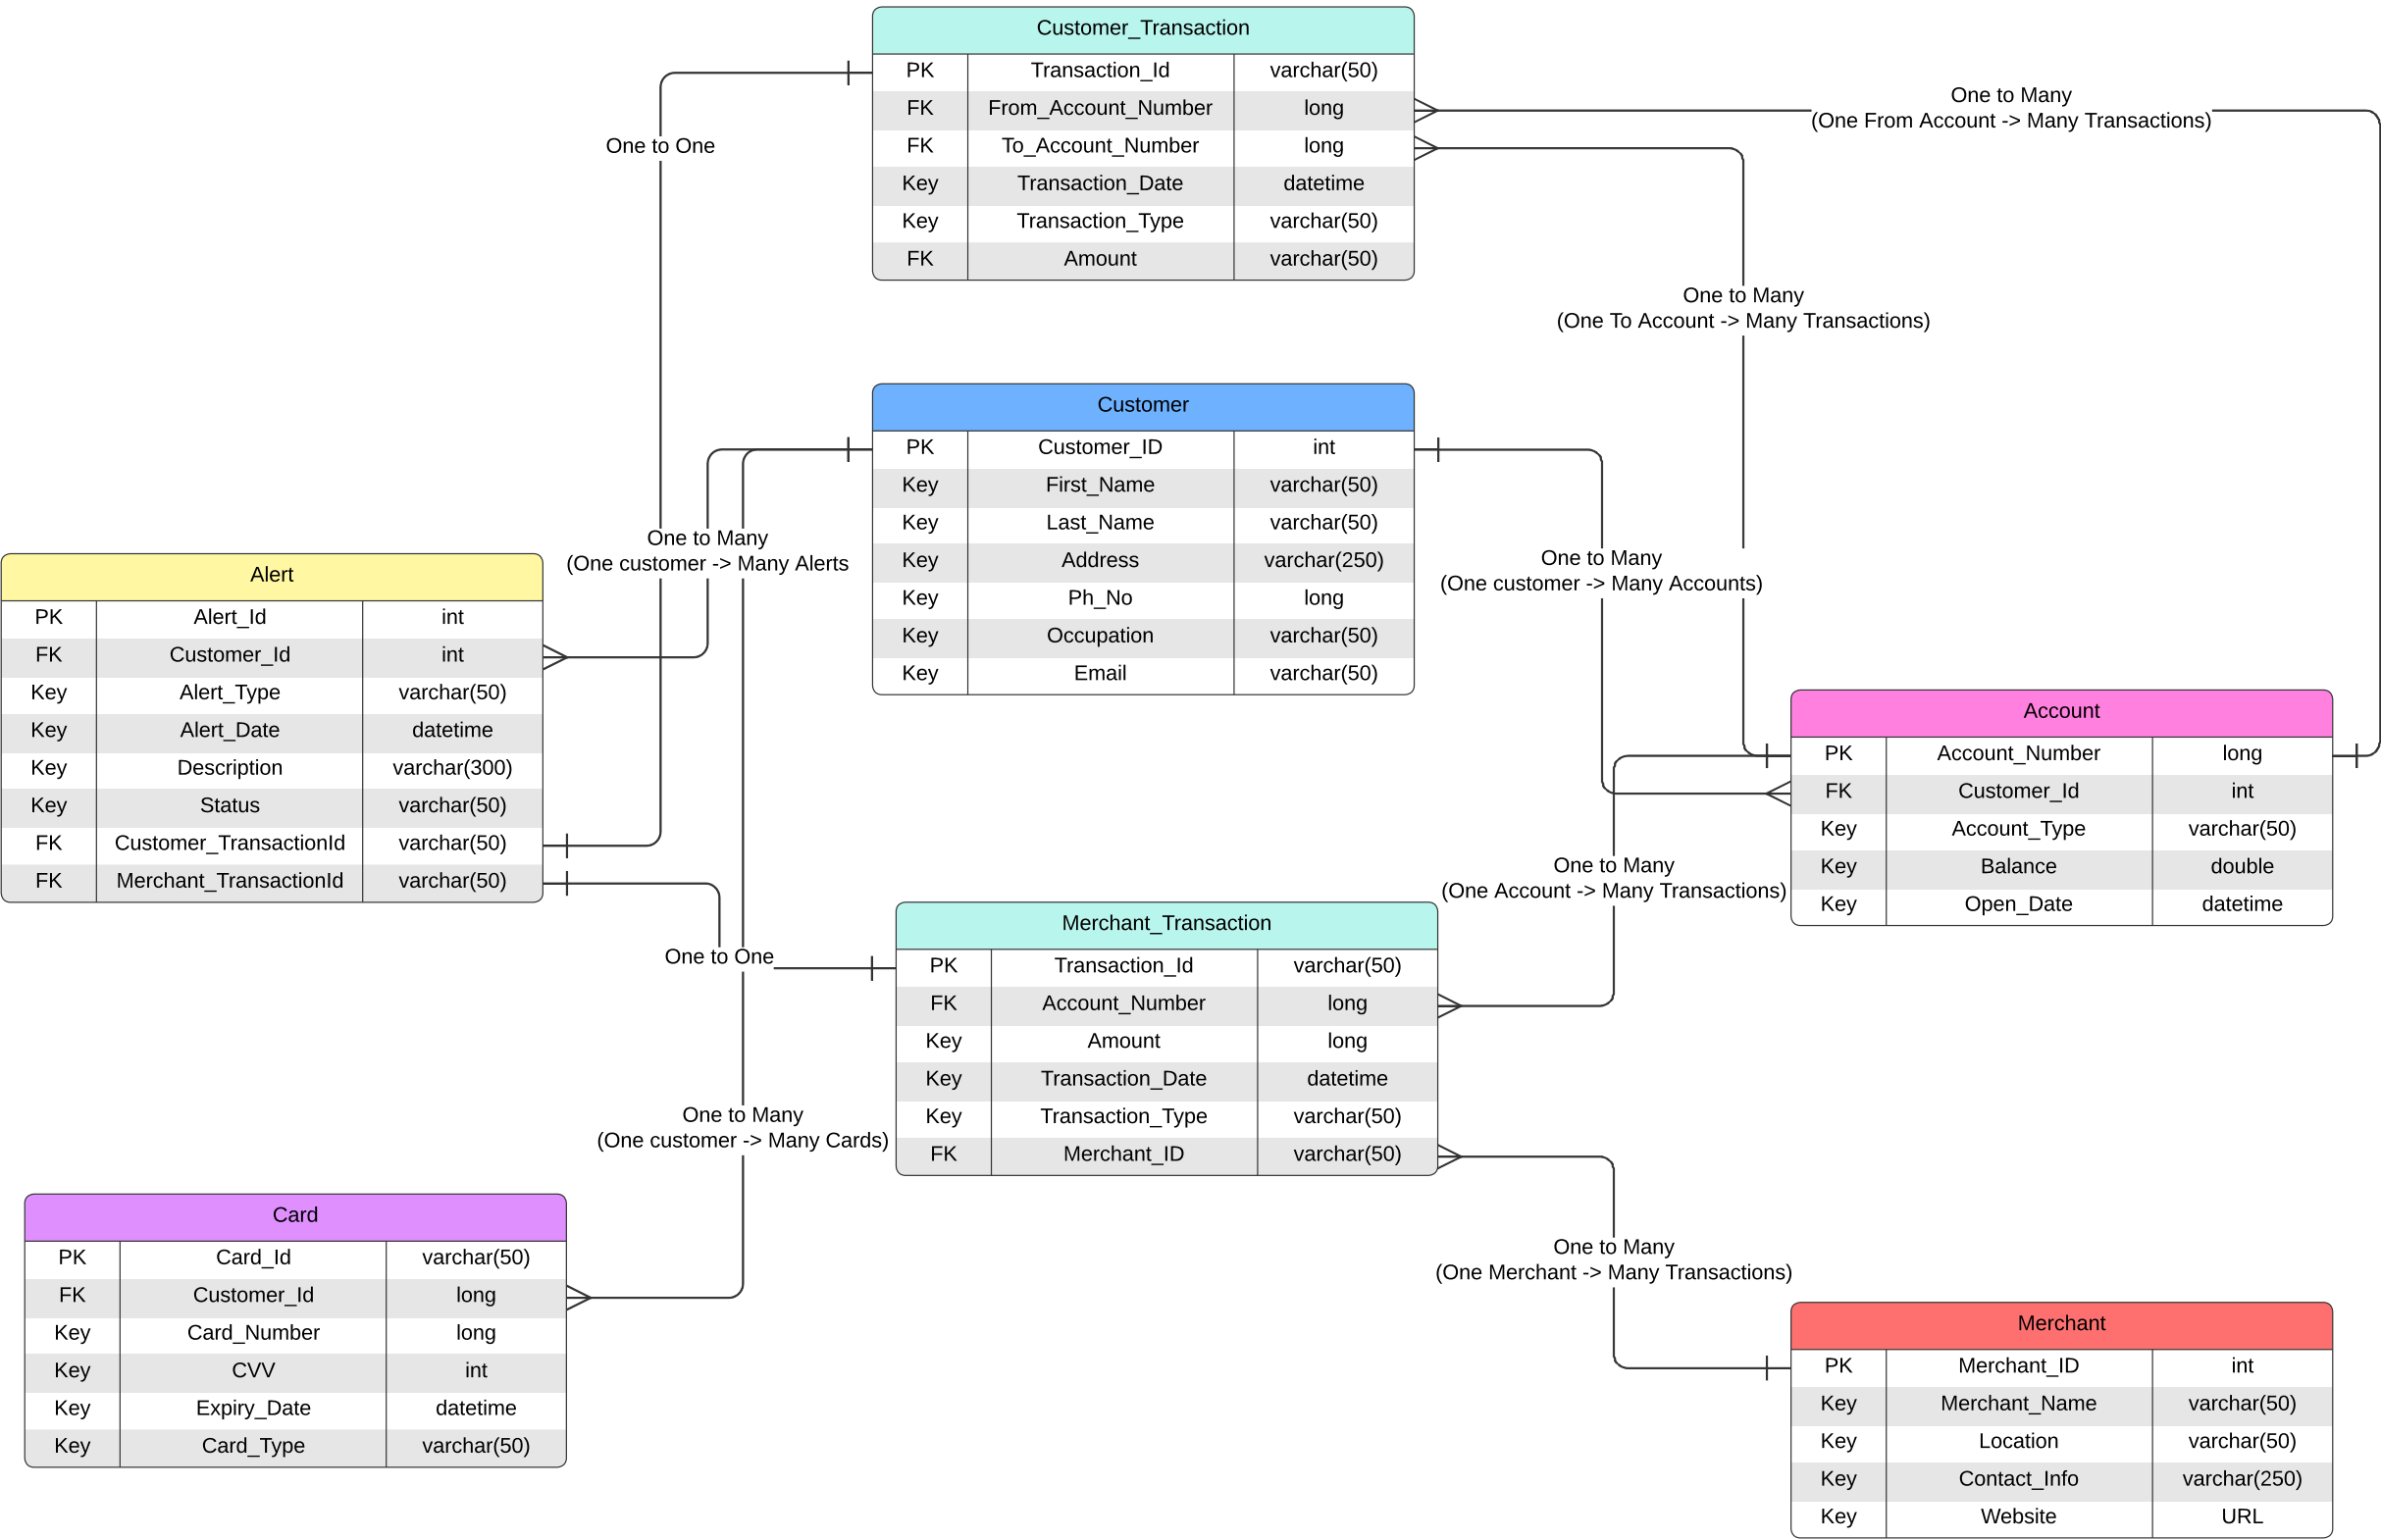 Customer_Transaction
PK Transaction_Id varchar(50)
FK From_Account_Number long
FK To_Account_Number long
Key Transaction_Date datetime
Key Transaction_Type varchar(50)
FK Amount varchar(50)
One to Many
(One From Account -> Many Transactions)
One to One
One to Many
(One To Account -> Many Transactions)
Customer
PK Customer_ID int
Key First_Name varchar(50)
Key Last_Name varchar(50)
Key Address varchar(250)
Key Ph_No long
Key Occupation varchar(50)
Key Email varchar(50)
One to Many
(One customer -> Many Alerts
One to Many
(One customer -> Many Accounts)
Alert
PK Alert_Id int
FK Customer_Id int
Key Alert_Type varchar(50)
Key Alert_Date datetime
Key Description varchar(300)
Key Status varchar(50)
FK Customer_TransactionId varchar(50)
FK Merchant_TransactionId varchar(50)
Account
PK Account_Number long
FK Customer_Id int
Key Account_Type varchar(50)
Key Balance double
Key Open_Date datetime
One to Many
(One Account -> Many Transactions)
One to One
Merchant_Transaction
PK Transaction_Id varchar(50)
FK Account_Number long
Key Amount long
Key Transaction_Date datetime
Key Transaction_Type varchar(50)
FK Merchant_ID varchar(50)
One to Many
(One customer -> Many Cards)
Card
PK Card_Id varchar(50)
FK Customer_Id long
Key Card_Number long
Key CVV int
Key Expiry_Date datetime
Key Card_Type varchar(50)
One to Many
(One Merchant -> Many Transactions)
Merchant
PK Merchant_ID int
Key Merchant_Name varchar(50)
Key Location varchar(50)
Key Contact_Info varchar(250)
Key Website URL